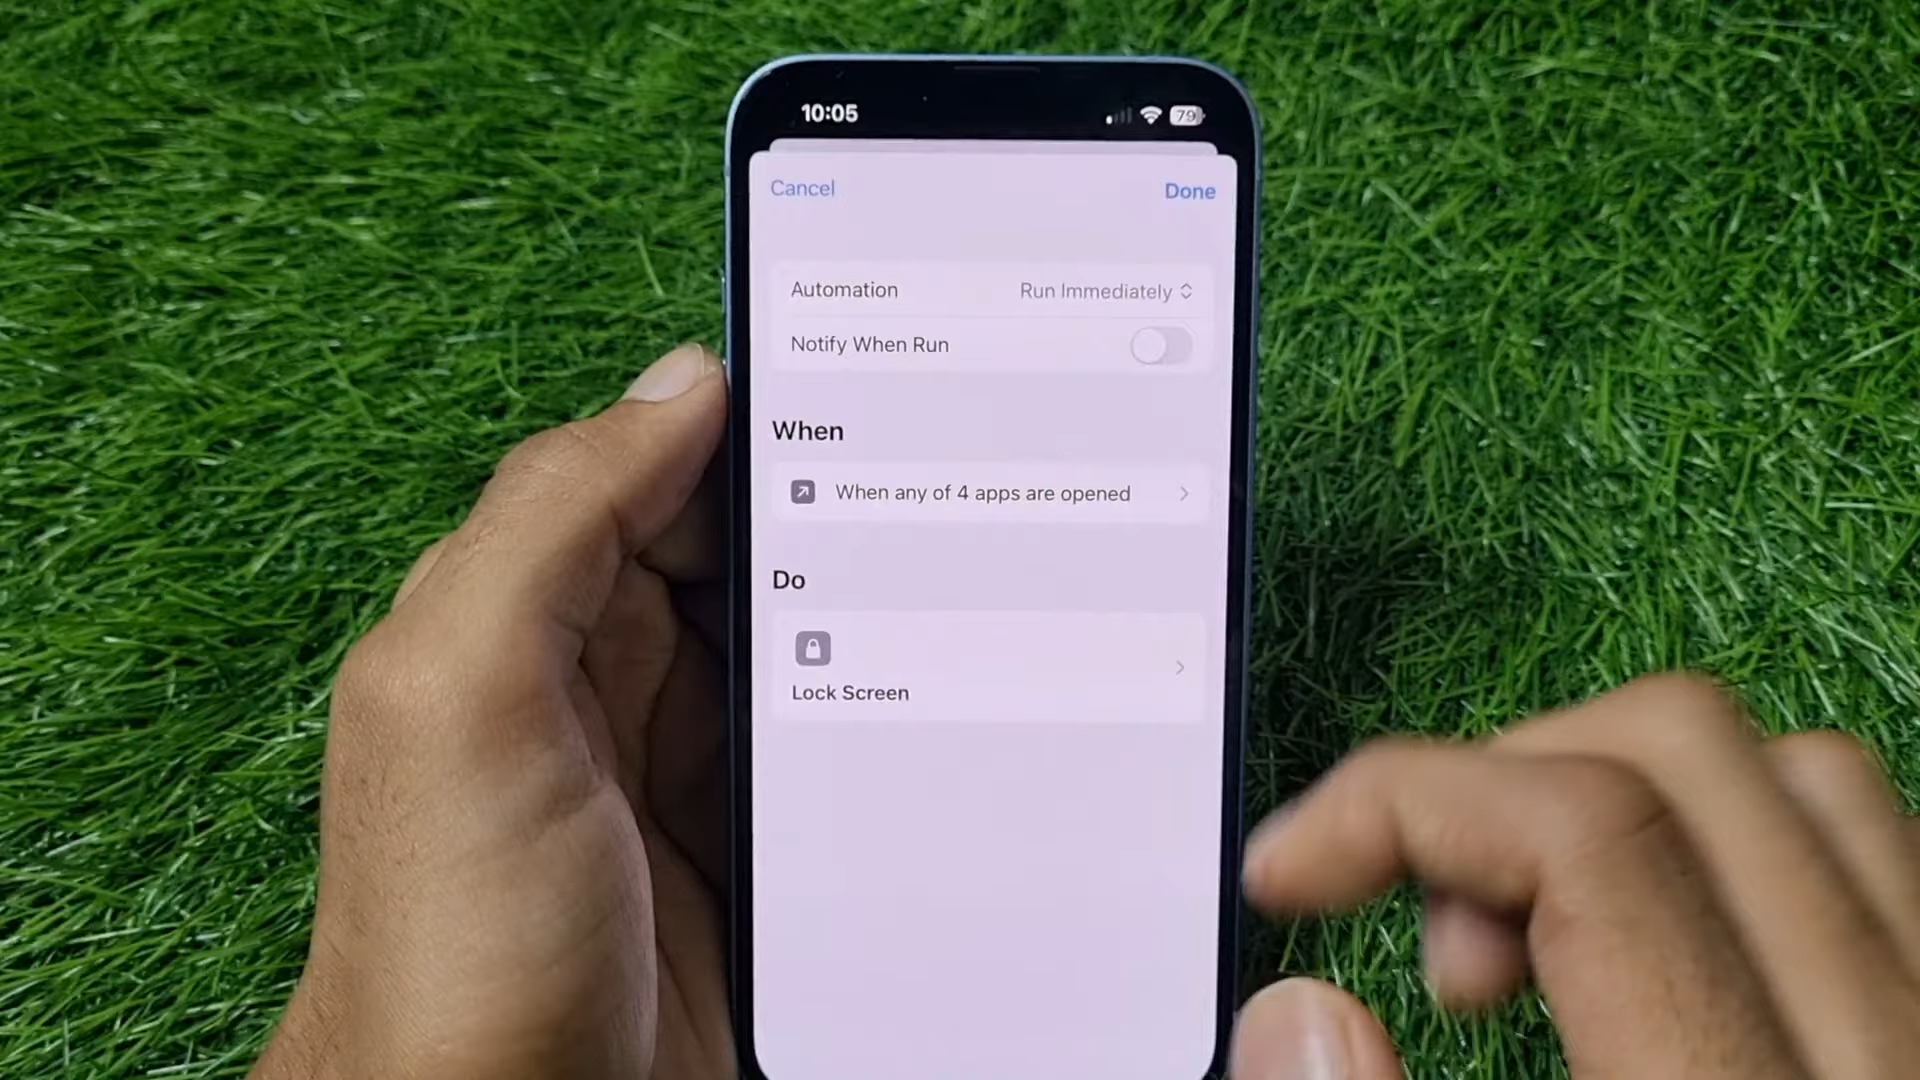 10:05
79
Cancel
Done
Automation
Run Immediately
Notify When Run
When
When any of 4 apps are opened
Do
Lock Screen